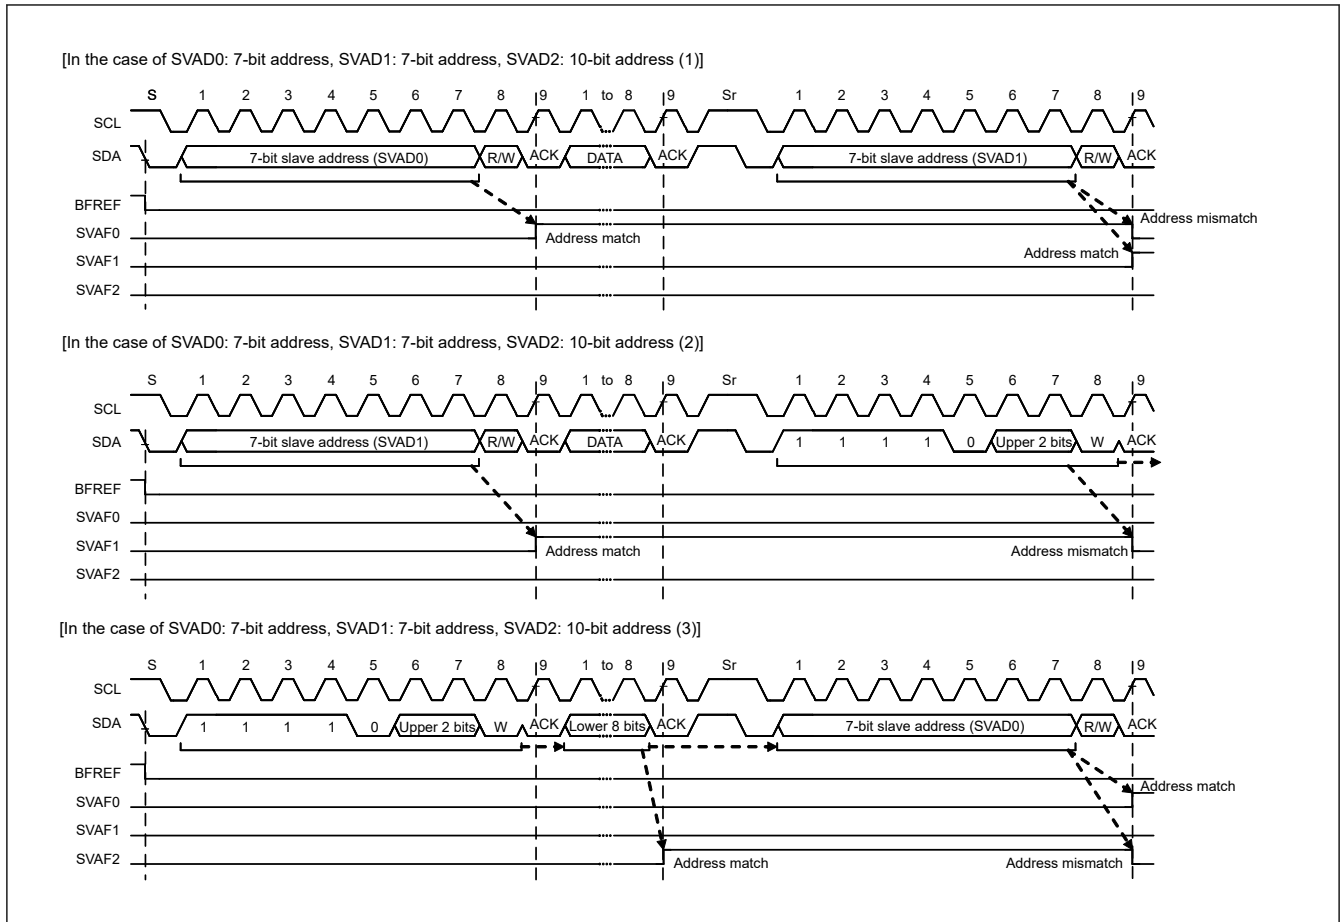 [In the case of SVAD0: 7-bit address, SVAD1: 7-bit address, SVAD2: 10-bit address (1)]
S 1 2 3 4 5 6 7 8 9 1 to 8 9 Sr 1 2 3 4 5 6 7 8 9
SCL
SDA 7-bit slave address (SVAD0) R/W ACK DATA ACK 7-bit slave address (SVAD1) R/W ACK
BFREF
Address mismatch
SVAF0
Address match
Address match
SVAF1
SVAF2
[In the case of SVAD0: 7-bit address, SVAD1: 7-bit address, SVAD2: 10-bit address (2)]
S 1 2 3 4 5 6 7 8 9 1 to 8 9 Sr 1 2 3 4 5 6 7 8 9
SCL
SDA 7-bit slave address (SVAD1) R/W ACK DATA ACK 1 1 1 1 0 Upper 2 bits W ACK
BFREF
SVAF0
SVAF1
Address match Address mismatch
SVAF2
[In the case of SVAD0: 7-bit address, SVAD1: 7-bit address, SVAD2: 10-bit address (3)]
S 1 2 3 4 5 6 7 8 9 1 to 8 9 Sr 1 2 3 4 5 6 7 8 9
SCL
SDA 1 1 1 1 0 Upper 2 bits W ACK Lower 8 bits ACK 7-bit slave address (SVAD0) R/W ACK
BFREF
Address match
SVAF0
SVAF1
SVAF2
Address match Address mismatch